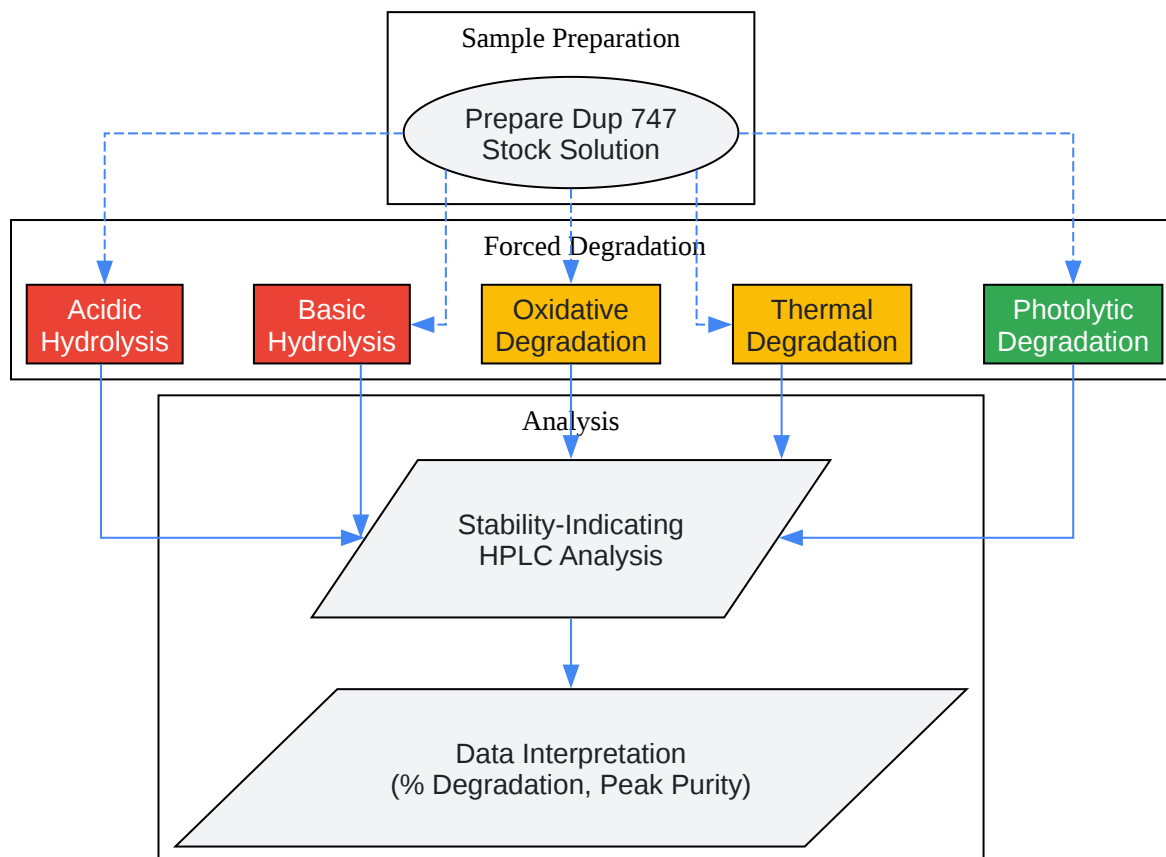 Sample Preparation
Prepare Dup 747
Stock Solution
Forced Degradation
Acidic
Hydrolysis
Basic
Hydrolysis
Oxidative
Degradation
Thermal
Degradation
Photolytic
Degradation
Analysis
Stability-Indicating
HPLC Analysis
Data Interpretation
(% Degradation, Peak Purity)